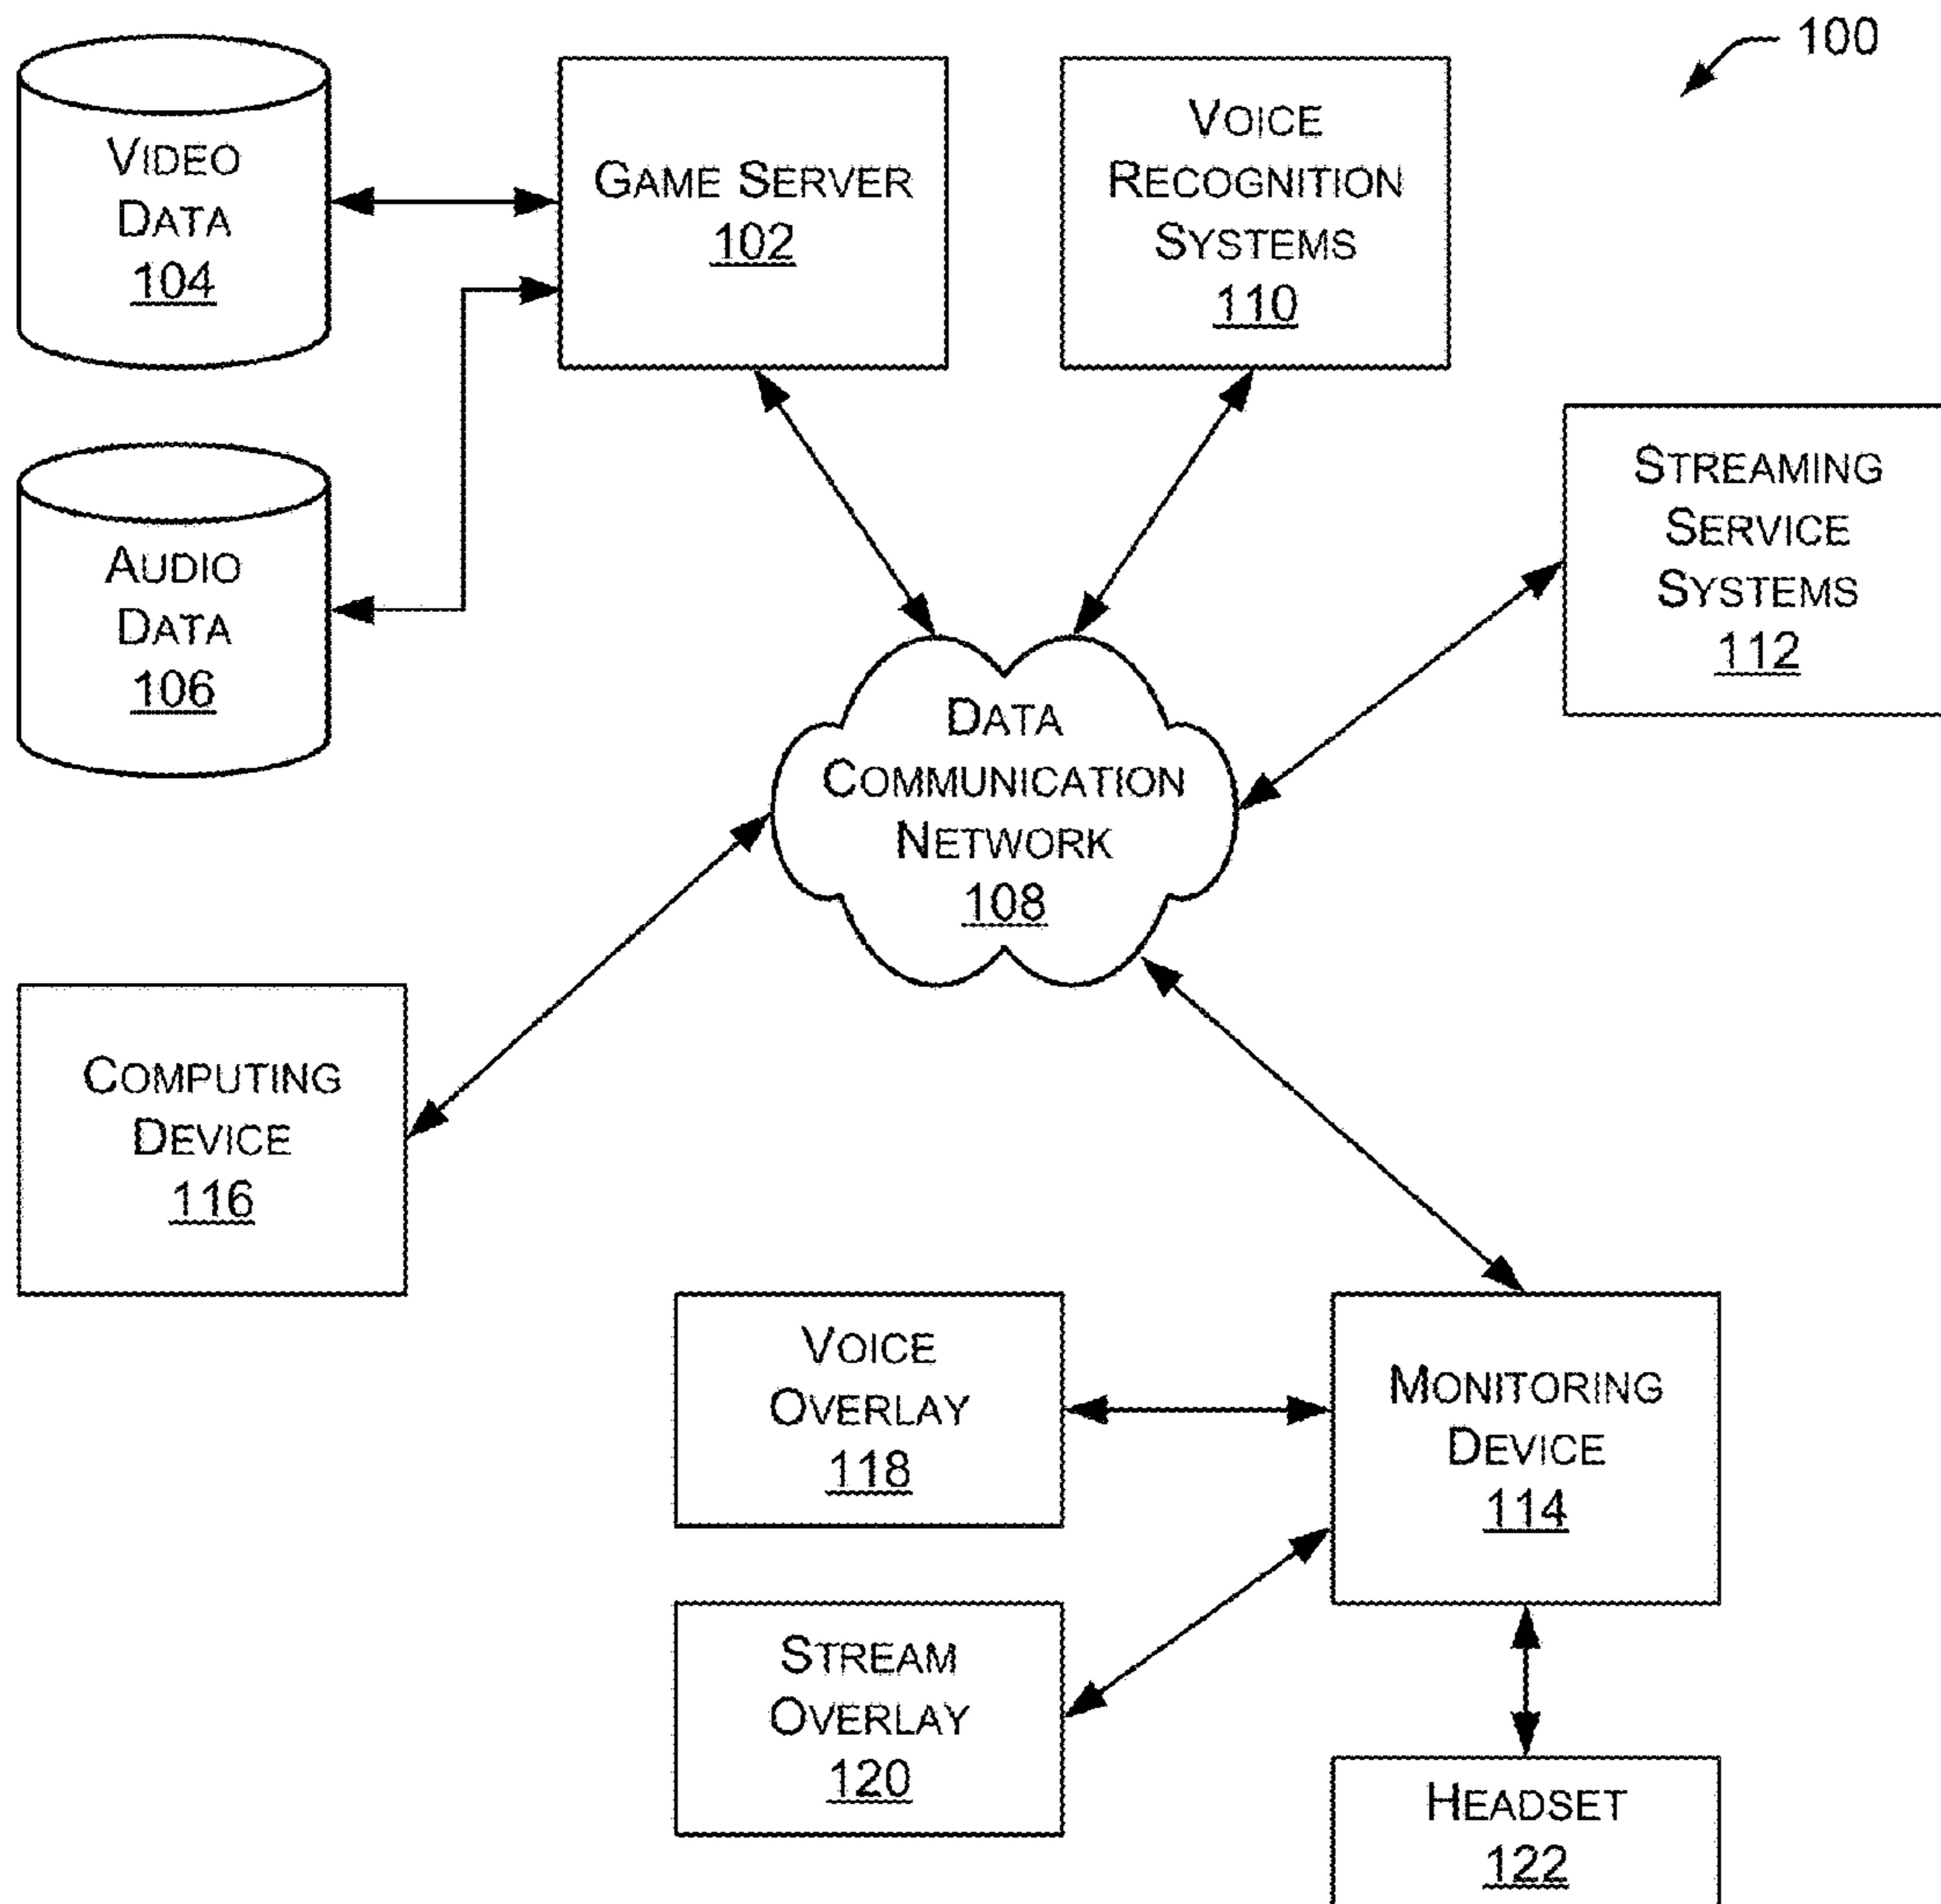 100
VIDEO
DATA
104
GAME SERVER
102
VOICE
RECOGNITION
SYSTEMS
110
STREAMING
SERVICE
SYSTEMS
112
AUDIO
DATA
106
DATA
COMMUNICATION
NETWORK
108
COMPUTING
DEVICE
116
VOICE
OVERLAY
118
MONITORING
DEVICE
114
STREAM
OVERLAY
120
HEADSET
122